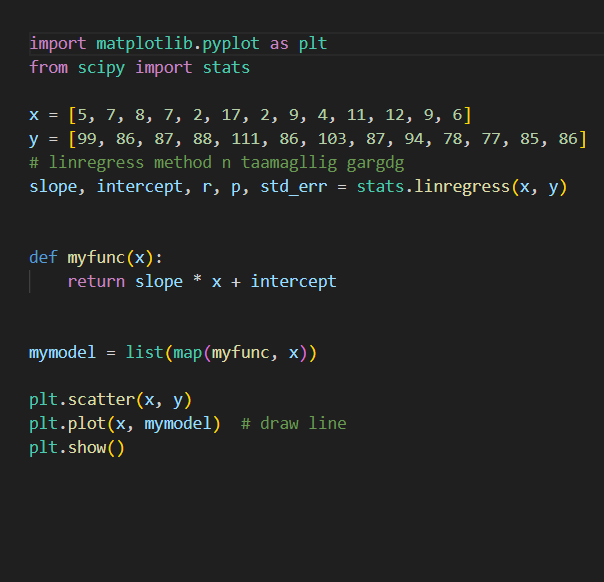 import matplotlib.pyplot as plt
from scipy import stats
x = [5, 7, 8, 7, 2, 17, 2, 9, 4, 11, 12, 9, 6]
y = [99, 86, 87, 88, 111, 86, 103, 87, 94, 78, 77, 85, 86]
# linregress method n taamagllig gargdg
slope, intercept, r, p, std_err = stats.linregress(x, y)
def myfunc(x):
    return slope * x + intercept
mymodel = list(map(myfunc, x))
plt.scatter(x, y)
plt.plot(x, mymodel)  # draw line
plt.show()